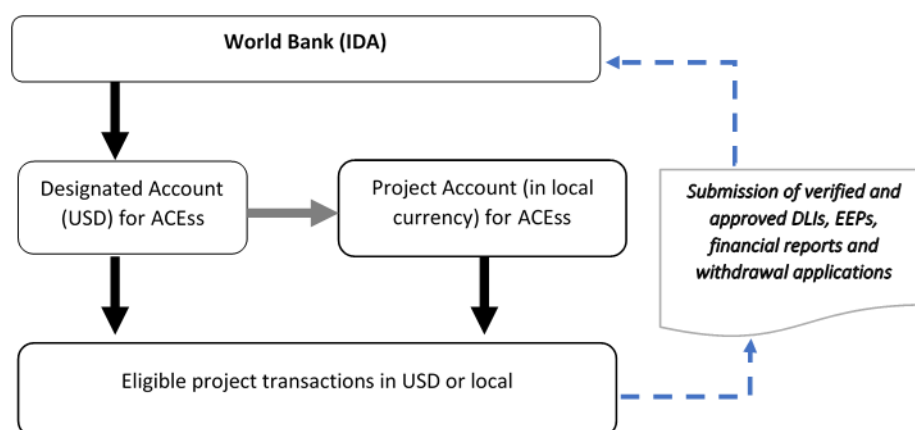 World Bank (IDA)
Designated Account
(USD) for ACEss
Project Account (in local
currency) for ACEss
Submission of verified and
approved DLIs, EEPs,
financial reports and
withdrawal applications
Eligible project transactions in USD or local